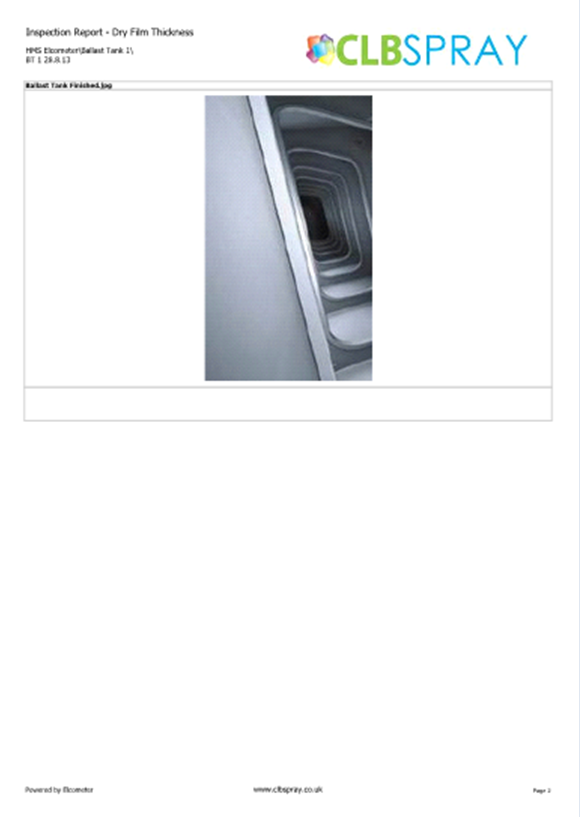 Inspection Report - Dry Film Thickness
HMS Elcometer\Ballast Tank 1\
BT 1 28.8.13
CLBSPRAY
Ballast Tank Finished.jpg
Powered by Elcometer
www.clbspray.co.uk
Page 2